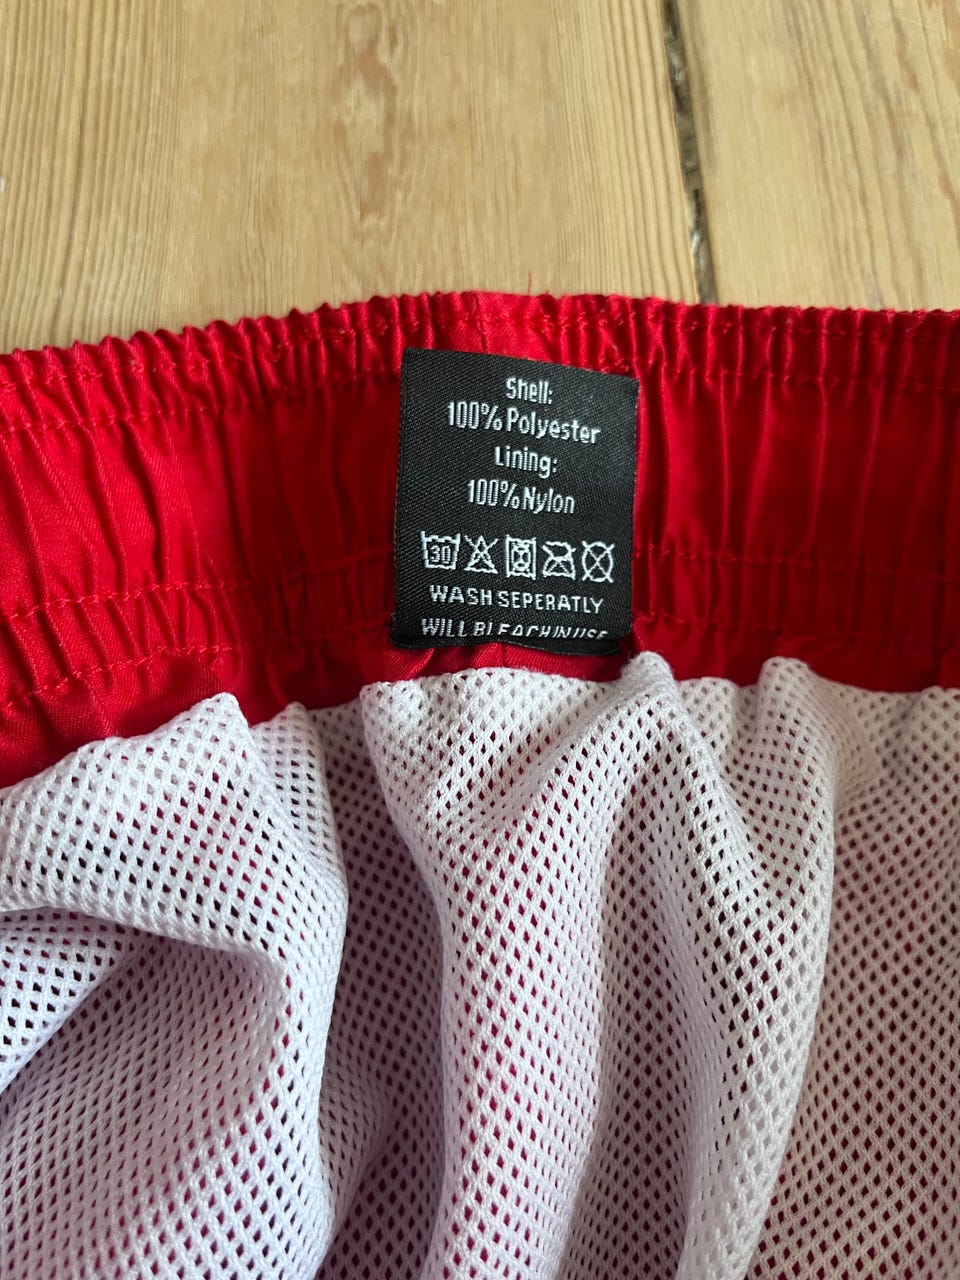 Shell:
100% Polyester
Lining:
100% Nylon
30
WASH SEPERATLY
WILL BLEACH IN USE